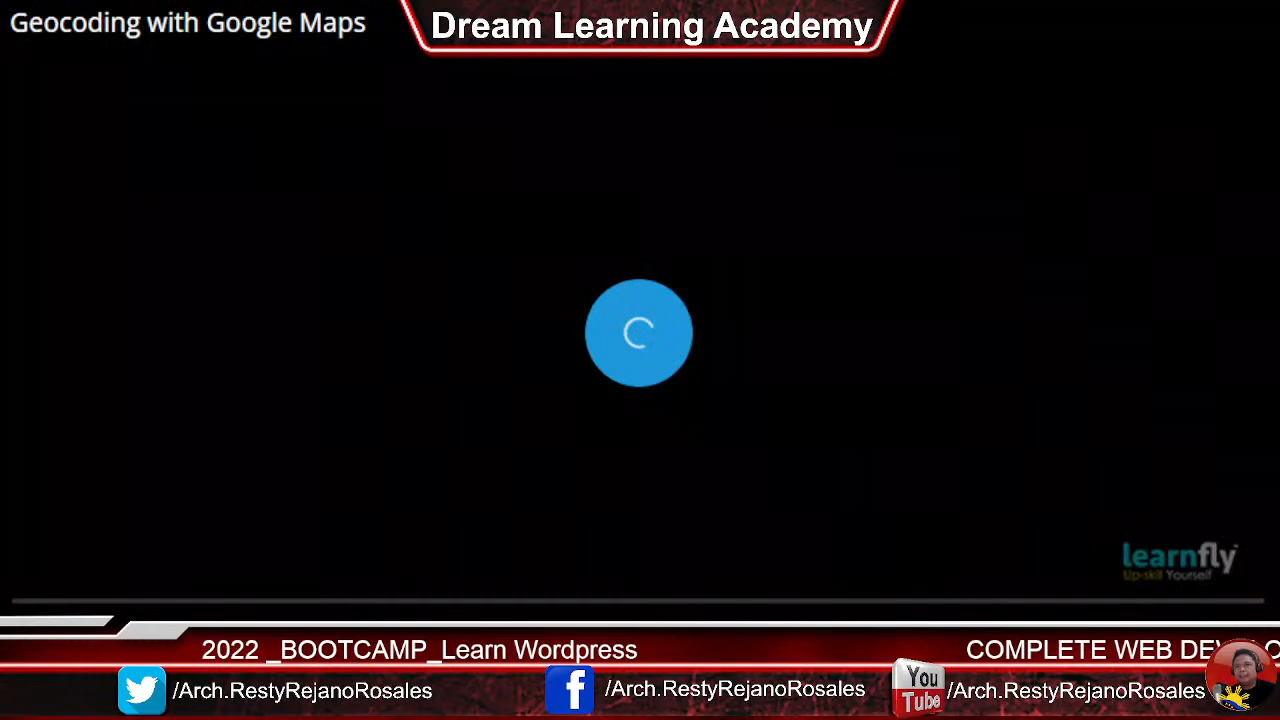 Geocoding with Google Maps
Dream Learning Academy
learnfly
Up-skill Yourself
2022 _BOOTCAMP_Learn Wordpress
COMPLETE WEB
/Arch.RestyRejanoRosales
/Arch.RestyRejanoRosales
You
Tube
/Arch.RestyRejanoRosales